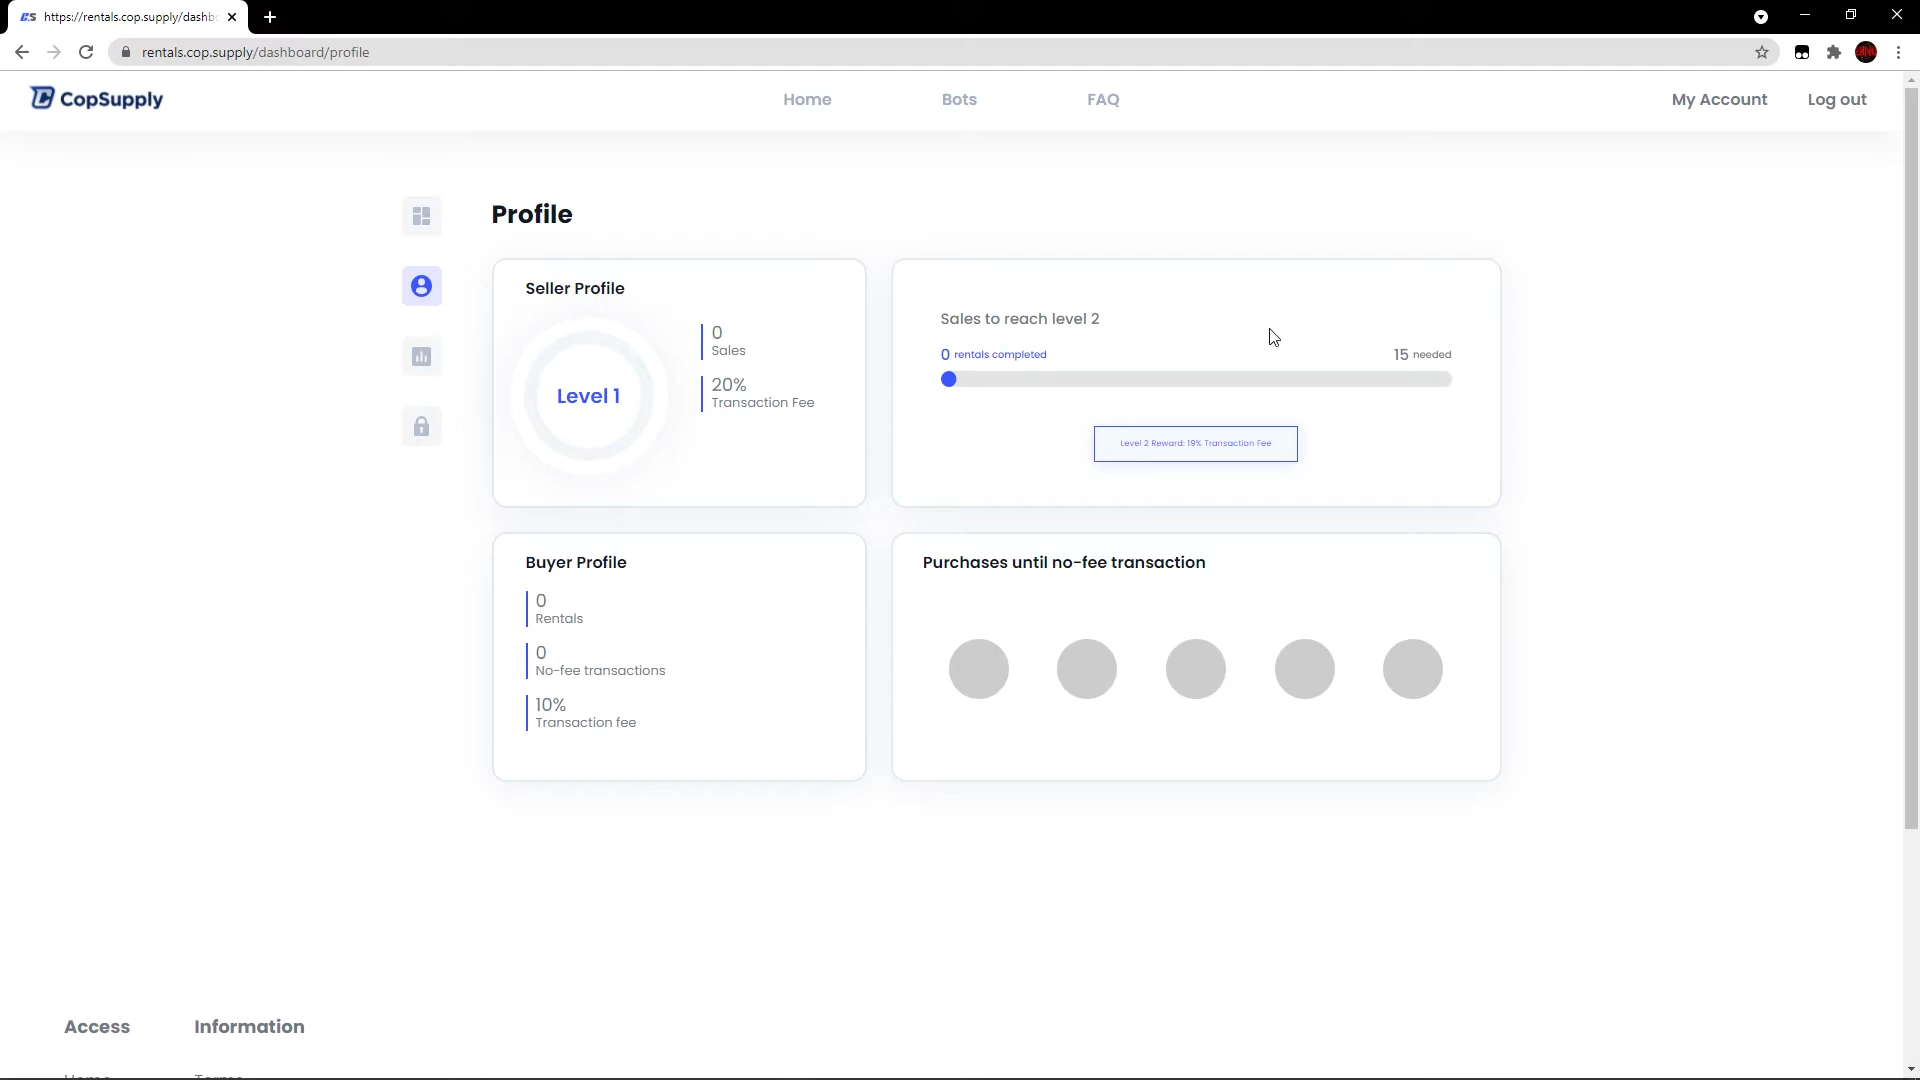 https://rentals.cop.supply/dashbo
rentals.cop.supply/dashboard/profile
CopSupply
Home
Bots
FAQ
My Account
Log out
Profile
Seller Profile
Level 1
0
Sales
20%
Transaction Fee
Sales to reach level 2
0 rentals completed
15 needed
Level 2 Reward: 19% Transaction Fee
Buyer Profile
0
Rentals
0
No-fee transactions
10%
Transaction fee
Purchases until no-fee transaction
Access
Information
Home
Terms